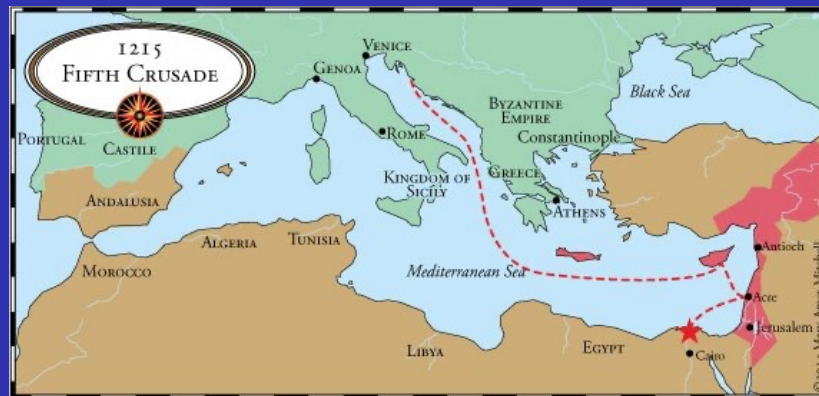 1215
FIFTH CRUSADE
VENICE
GENOA
BYZANTINE
EMPIRE
Black Sea
Constantinople
PORTUGAL
CASTILE
ROME
KINGDOM OF
SICILY
GREECE
ATHENS
ANDALUSIA
ALGERIA
TUNISIA
MOROCCO
Mediterranean Sea
Antioch
Acre
Jerusalem
LIBYA
EGYPT
Cairo